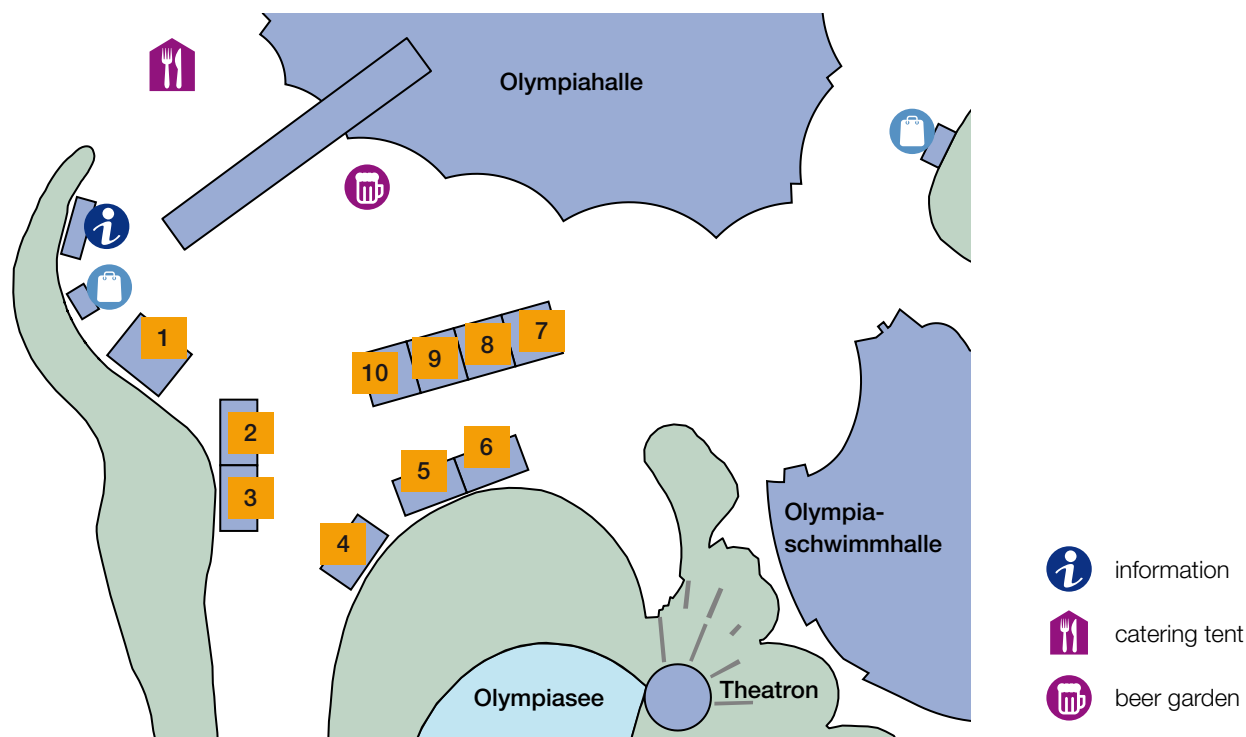 Olympiahalle
1
7
8
9
10
2
6
5
3
Olympia-
schwimmhalle
4
information
catering tent
Olympiasee
Theatron
beer garden